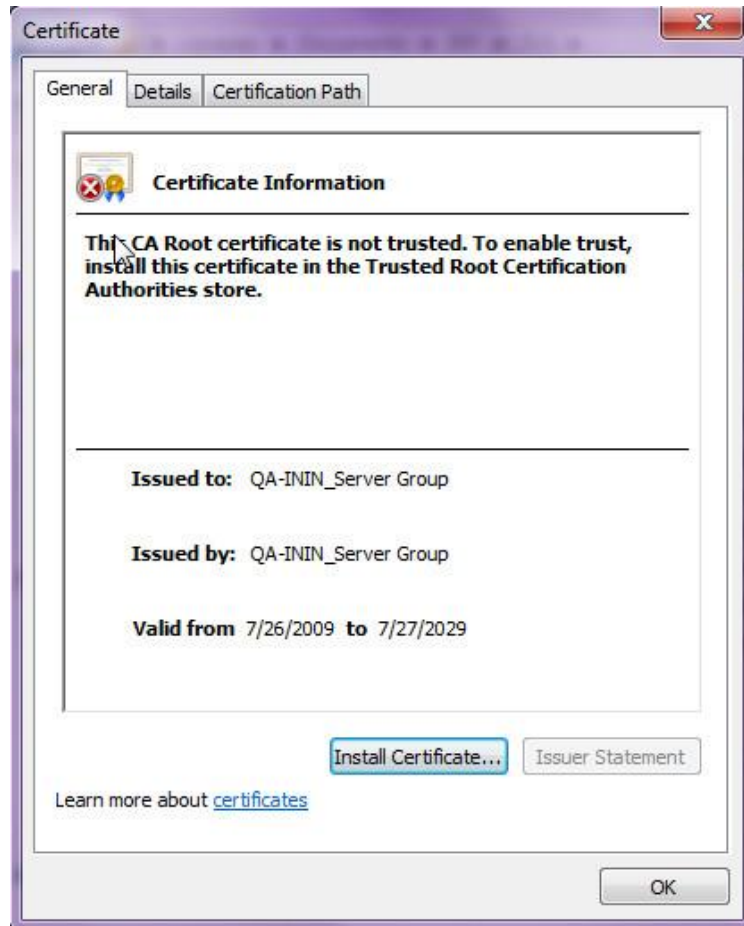 Certificate
General Details Certification Path
Certificate Information
This CA Root certificate is not trusted. To enable trust,
install this certificate in the Trusted Root Certification
Authorities store.
Issued to: QA-ININ_Server Group
Issued by: QA-ININ_Server Group
Valid from 7/26/2009 to 7/27/2029
Install Certificate... Issuer Statement
Learn more about certificates
OK